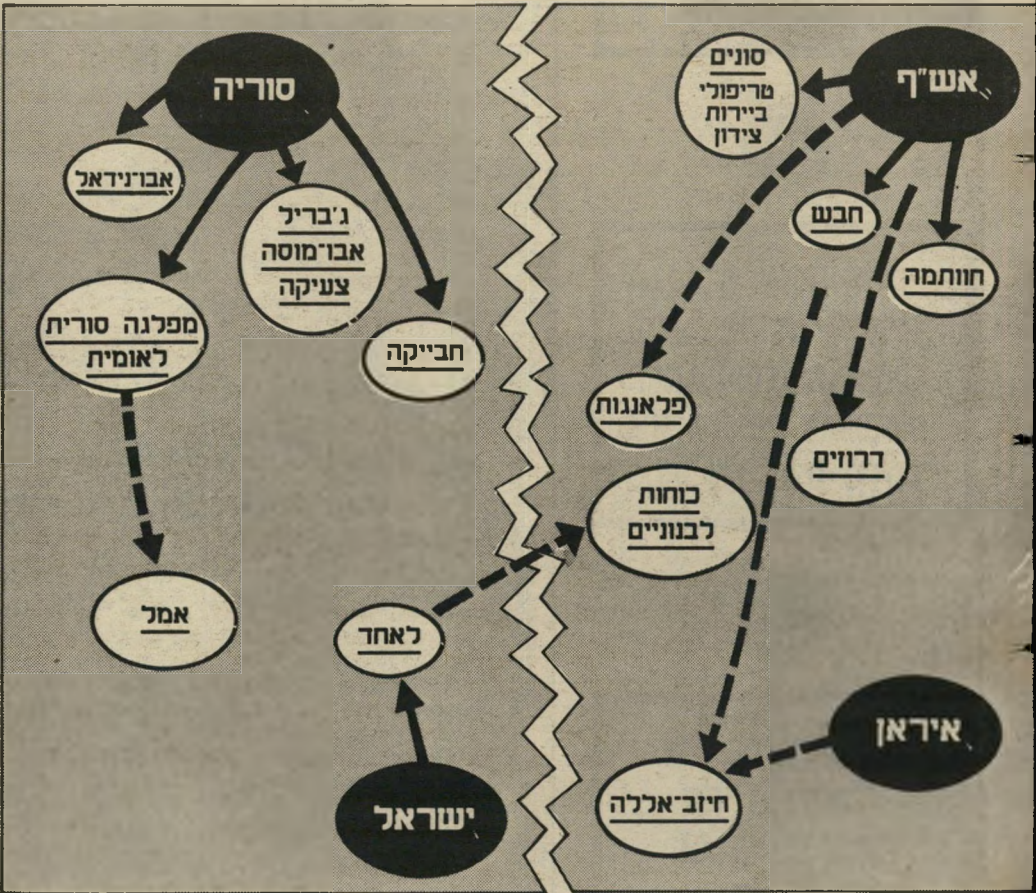 אש"ף
סונים
טריפולי
ביירות
צידון
חבש
חוותמה
פלאנגות
דרוזים
כוחות
לבנוניים
חיזב־אללה
איראן
סוריה
אבו־נידאל
ג'בריל
אבו־מוסה
צעיקה
מפלגה סורית
לאומית
חבייקה
אמל
לאחד
ישראל